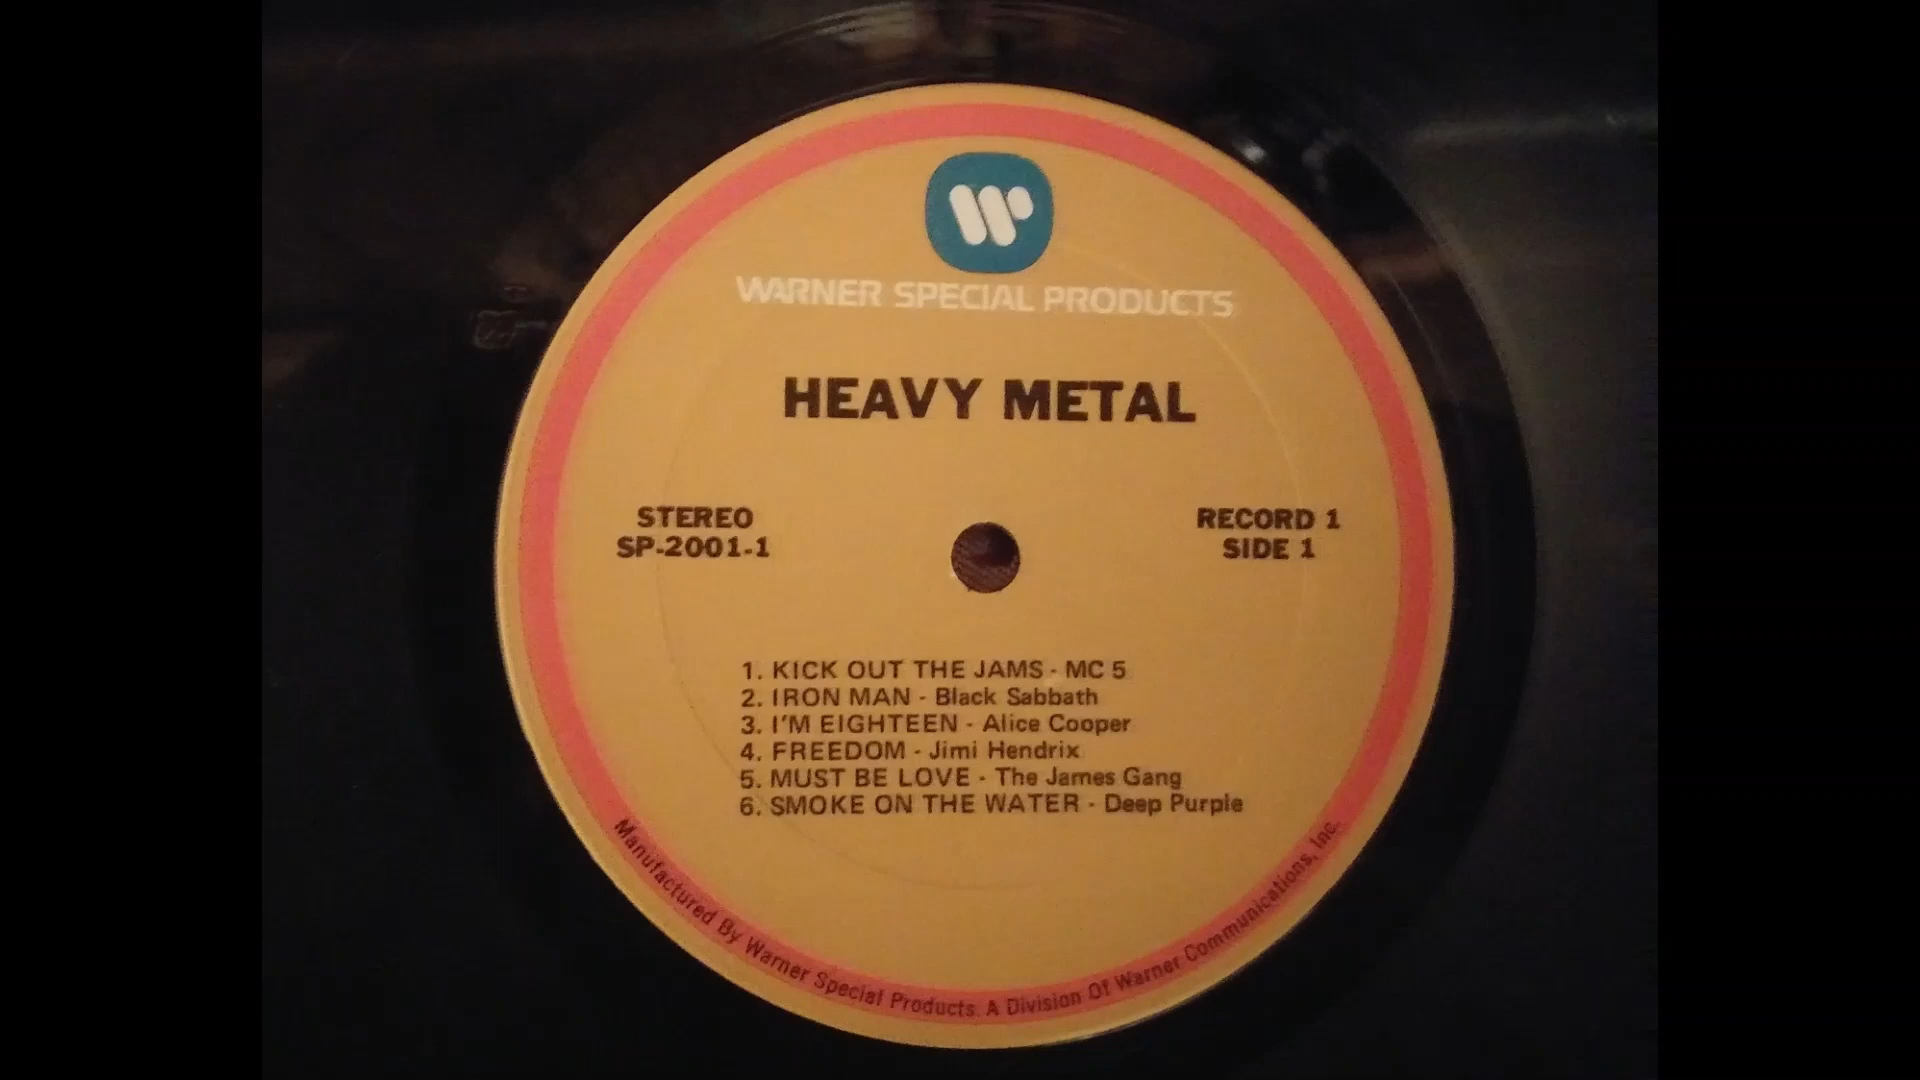 WARNER SPECIAL PRODUCTS
HEAVY METAL
STEREO
SP-2001-1
RECORD 1
SIDE 1
1. KICK OUT THE JAMS - MC 5
2. IRON MAN - Black Sabbath
3. I'M EIGHTEEN - Alice Cooper
4. FREEDOM - Jimi Hendrix
5. MUST BE LOVE - The James Gang
6. SMOKE ON THE WATER - Deep Purple
Manufactured By Warner Special Products. A Division Of Warner Communications, Inc.